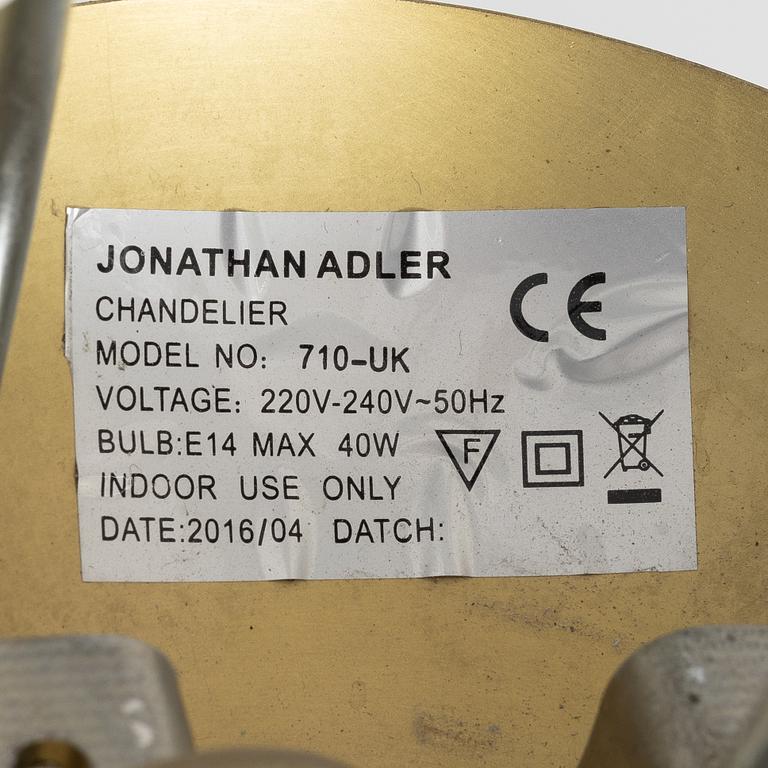 JONATHAN ADLER
CHANDELIER
CE
MODEL NO: 710-UK
VOLTAGE: 220V-240V~50Hz
BULB:E14 MAX 40W
F
INDOOR USE ONLY
DATE:2016/04 DATCH: